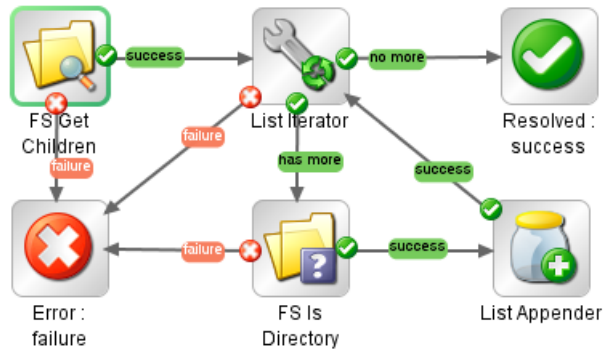 success
no more
FS Get
Children
List Iterator
Resolved :
success
failure
failure
has more
success
failure
success
Error :
failure
FS Is
Directory
List Appender
?